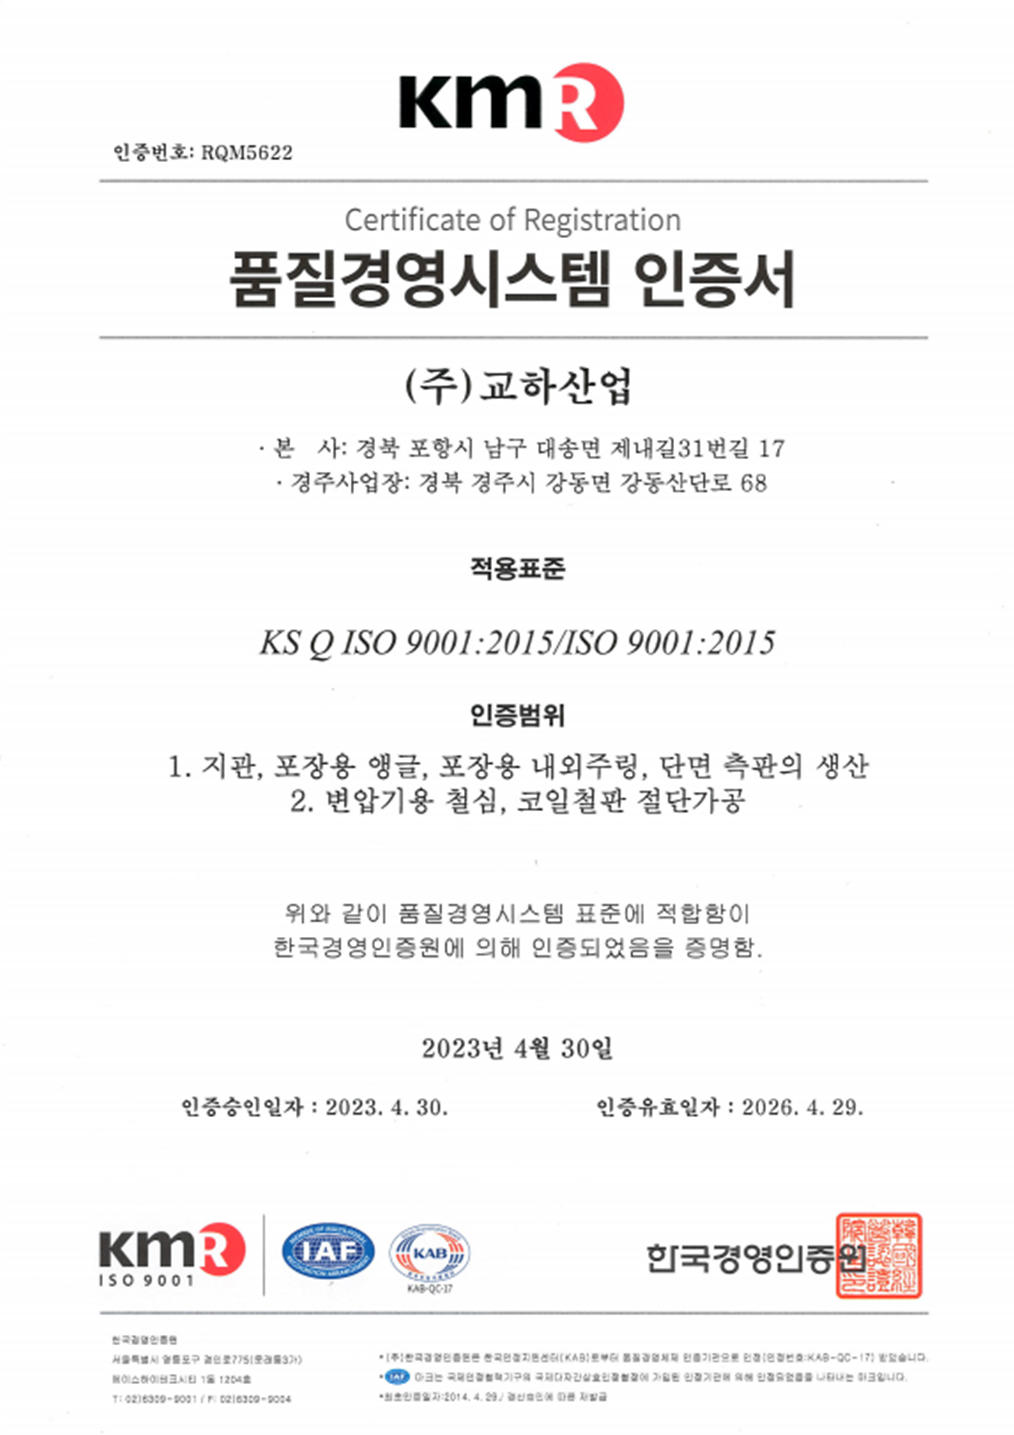 KMR
인증번호: RQM5622
Certificate of Registration
품질경영시스템 인증서
(주)교하산업
· 본 사: 경북 포항시 남구 대송면 제내길31번길 17
· 경주사업장: 경북 경주시 강동면 강동산단로 68
적용표준
KS Q ISO 9001:2015/ISO 9001:2015
인증범위
1. 지관, 포장용 앵글, 포장용 내외주링, 단면 측판의 생산
2. 변압기용 철심, 코일철판 절단가공
위와 같이 품질경영시스템 표준에 적합함이
한국경영인증원에 의해 인증되었음을 증명함.
2023년 4월 30일
인증승인일자 : 2023. 4. 30.
인증유효일자 : 2026. 4. 29.
KMR
ISO 9001
IAF
KAB
KAB-QC-17
한국경영인증원
한국경영인증원
서울특별시 영등포구 경인로775(문래동3가)
에이스하이테크시티 1동 1204호
T: 02)6309-9001 / F: 02)6309-9004
*(주)한국경영인증원은 한국인정지원센터(KAB)로부터 품질경영체제 인증기관으로 인정(인정번호:KAB-QC-17) 받았습니다.
* IAF 마크는 국제인정협력기구의 국제다자간상호인정협정에 가입된 인정기관에 의해 인정되었음을 나타내는 마크입니다.
*최초인증일자:2014. 4. 29./ 갱신승인에 따른 재발급